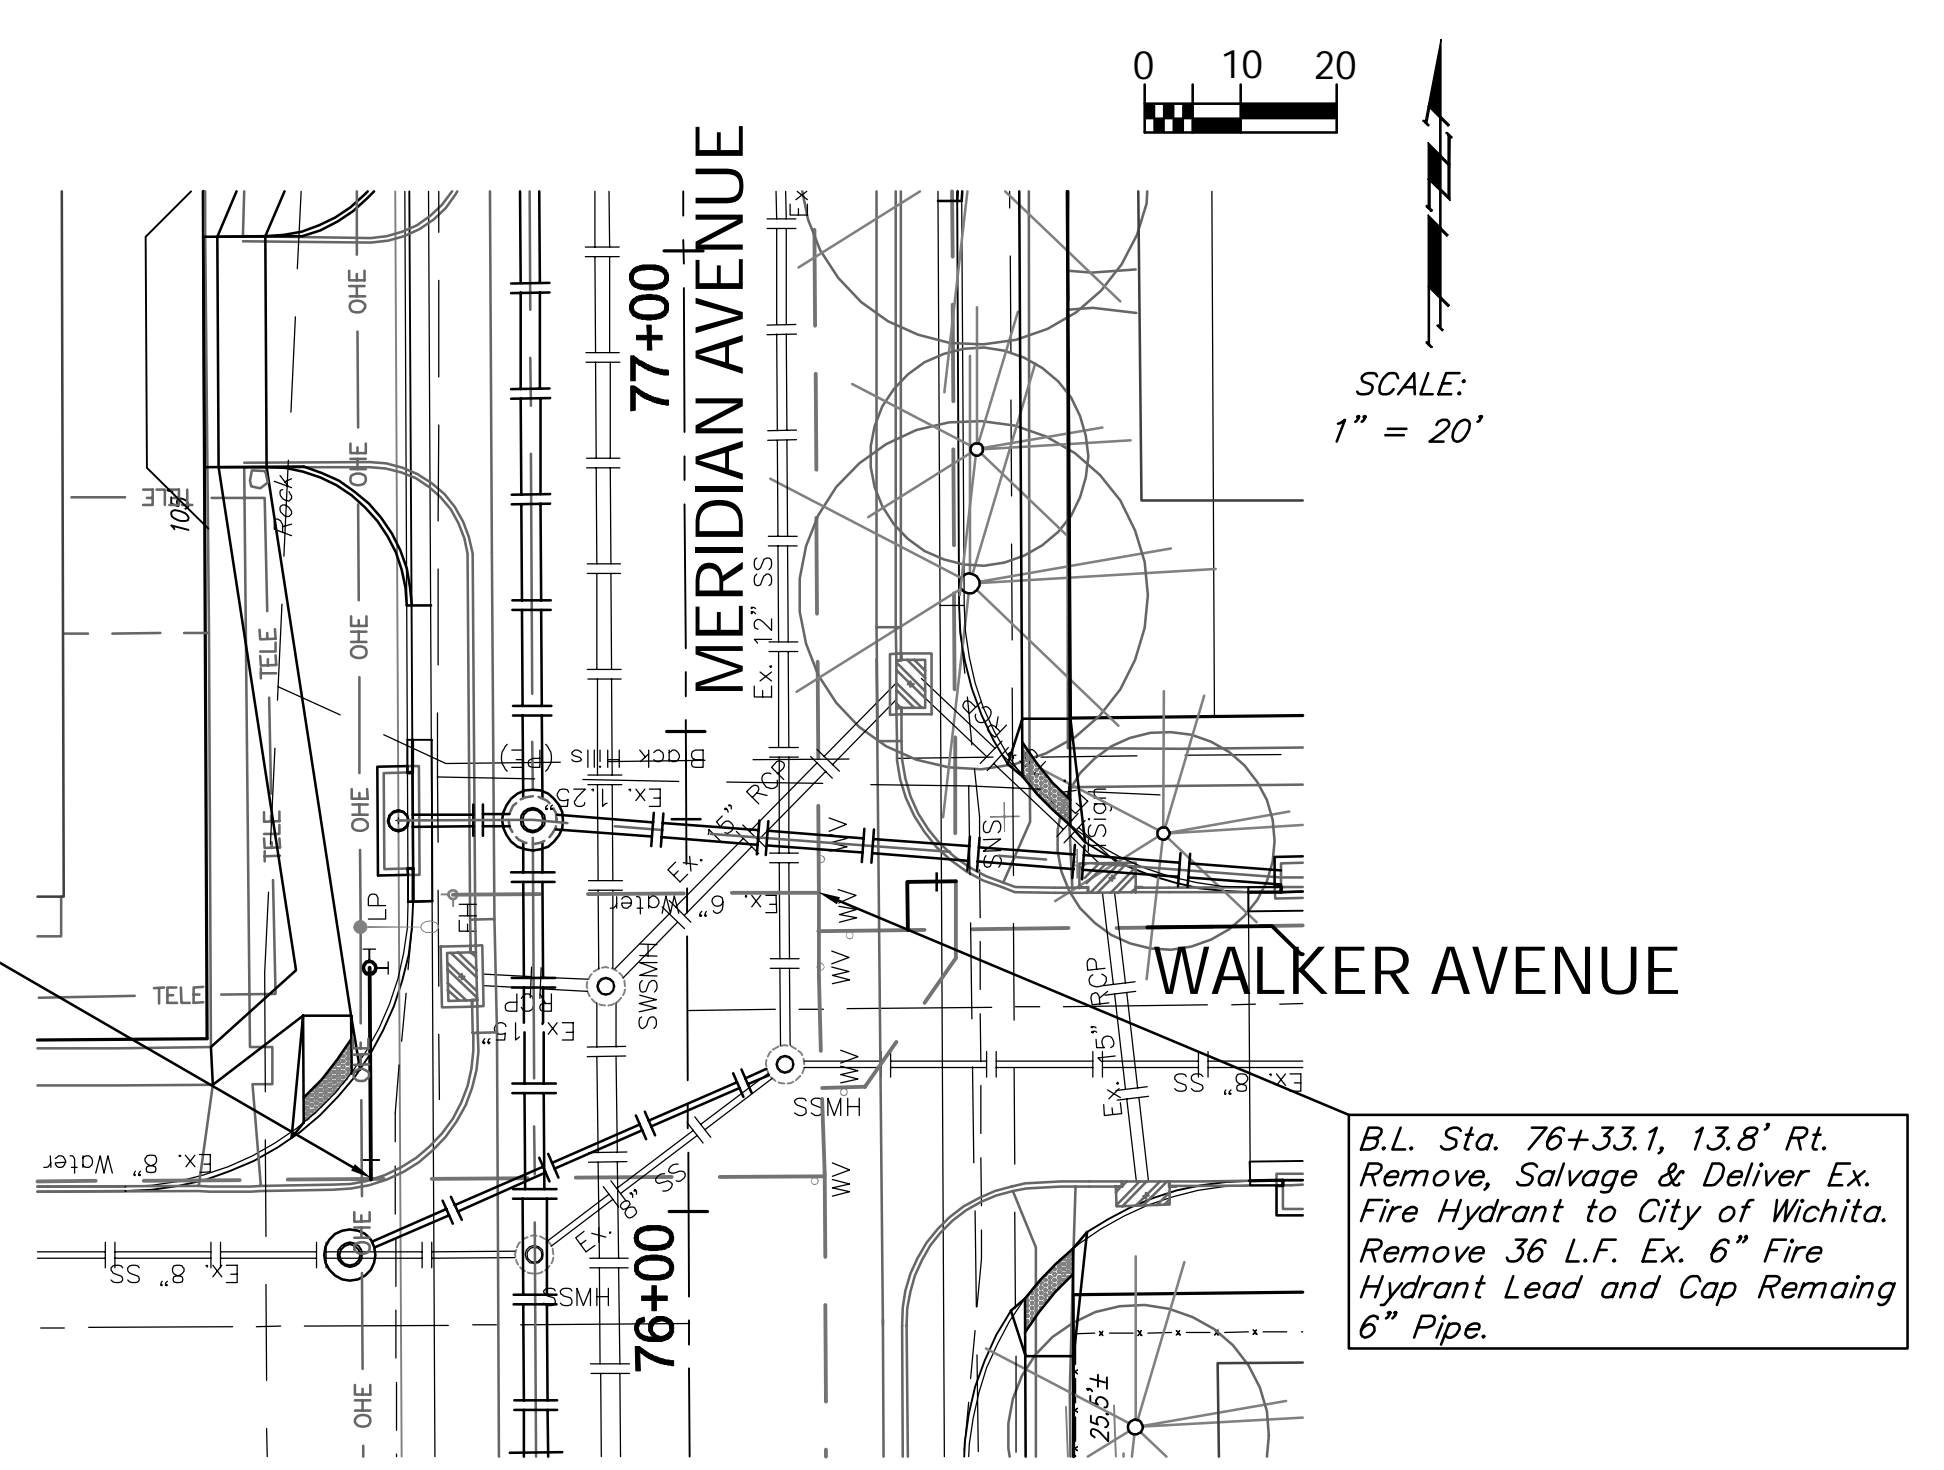 0 10 20
SCALE:
1" = 20'
MERIDIAN AVENUE
77+00
Ex
OHE
OHE
OHE
OHE
OHE
OHE
OHE
TELE
105
Rock
TELE
TELE
TELE
Ex. 12" SS
Black Hills (PE)
Ex. 1.25"
Ex. 15" RCP
RCP
Sign
SNS
WV
WV
WV
WV
WV
LP
FH
Ex. 6" Water
SWSMH
Ex. 15"
RCP
WALKER AVENUE
Ex. 15" RCP
SSMH
Ex. 8" SS
Ex. 8" Water
Ex. 8" SS
Ex. 8" SS
SSMH
76+00
25.5'±
B.L. Sta. 76+33.1, 13.8' Rt.
Remove, Salvage & Deliver Ex.
Fire Hydrant to City of Wichita.
Remove 36 L.F. Ex. 6" Fire
Hydrant Lead and Cap Remaing
6" Pipe.